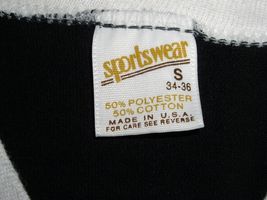 sportswear
S
34-36
50% POLYESTER
50% COTTON
MADE IN U.S.A.
FOR CARE SEE REVERSE